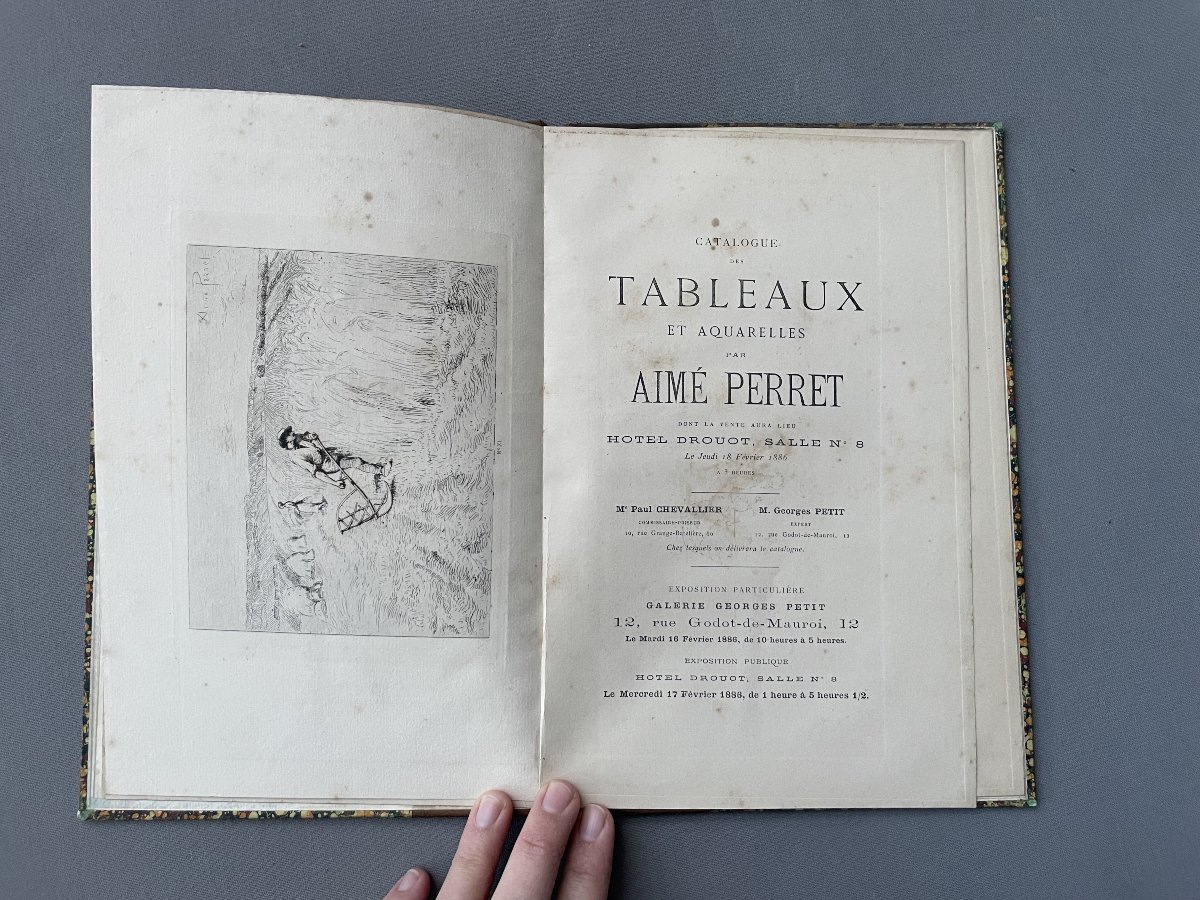 Aimé Perret
CATALOGUE
DES
TABLEAUX
ET AQUARELLES
PAR
AIMÉ PERRET
DONT LA VENTE AURA LIEU
HOTEL DROUOT, SALLE N° 8
Le Jeudi 18 Février 1886
A 3 HEURES
Me Paul CHEVALLIER
COMMISSAIRE-PRISEUR
10, rue Grange-Batelière, 10
M. Georges PETIT
EXPERT
12, rue Godot-de-Mauroi, 12
Chez lesquels on délivrera le catalogue.
EXPOSITION PARTICULIÈRE
GALERIE GEORGES PETIT
12, rue Godot-de-Mauroi, 12
Le Mardi 16 Février 1886, de 10 heures à 5 heures.
EXPOSITION PUBLIQUE
HOTEL DROUOT, SALLE N° 8
Le Mercredi 17 Février 1886, de 1 heure à 5 heures 1/2.